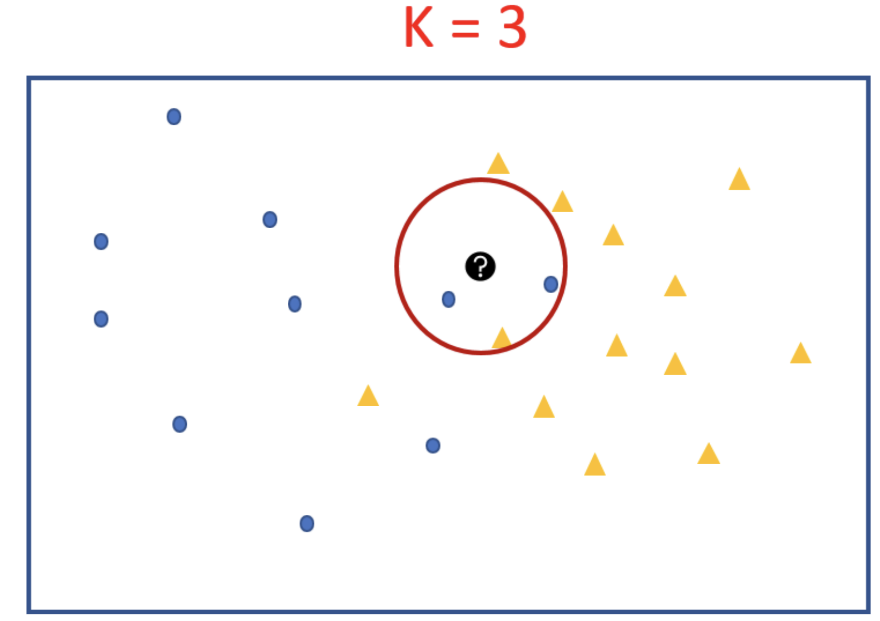 K = 3
?